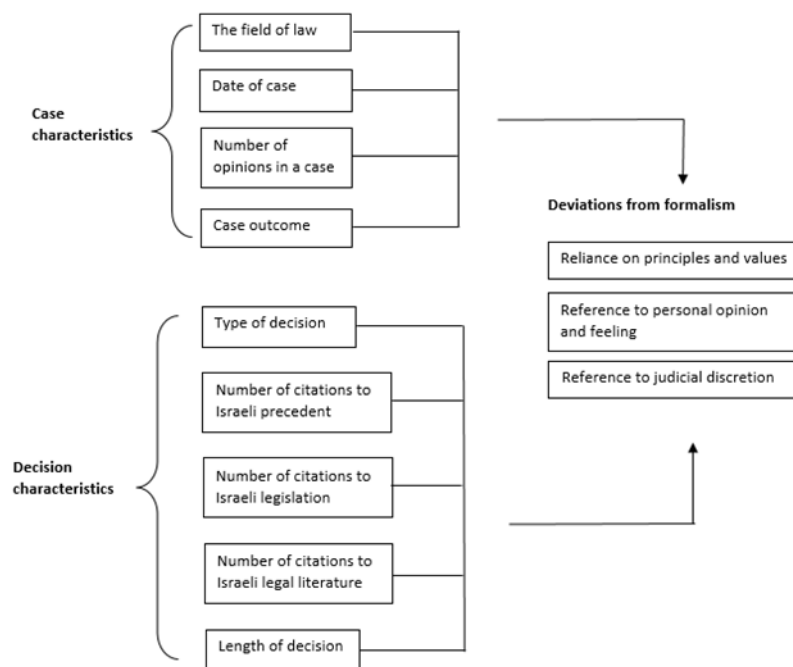 The field of law
Date of case
Case
characteristics
Number of
opinions in a case
Case outcome
Deviations from formalism
Reliance on principles and values
Reference to personal opinion
and feeling
Reference to judicial discretion
Type of decision
Number of citations to
Israeli precedent
Decision
characteristics
Number of citations to
Israeli legislation
Number of citations to
Israeli legal literature
Length of decision